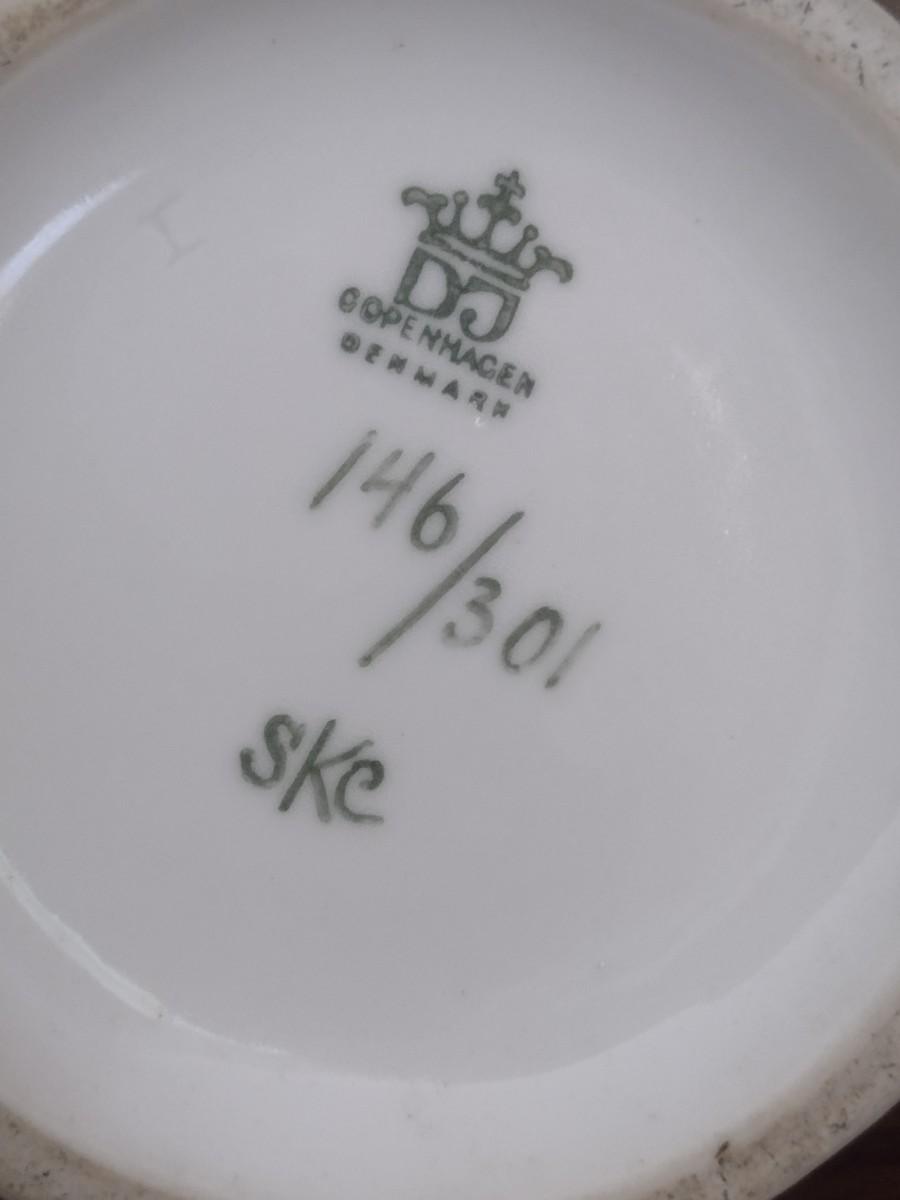 I
DJ
COPENHAGEN
DENMARK
146/301
SKC